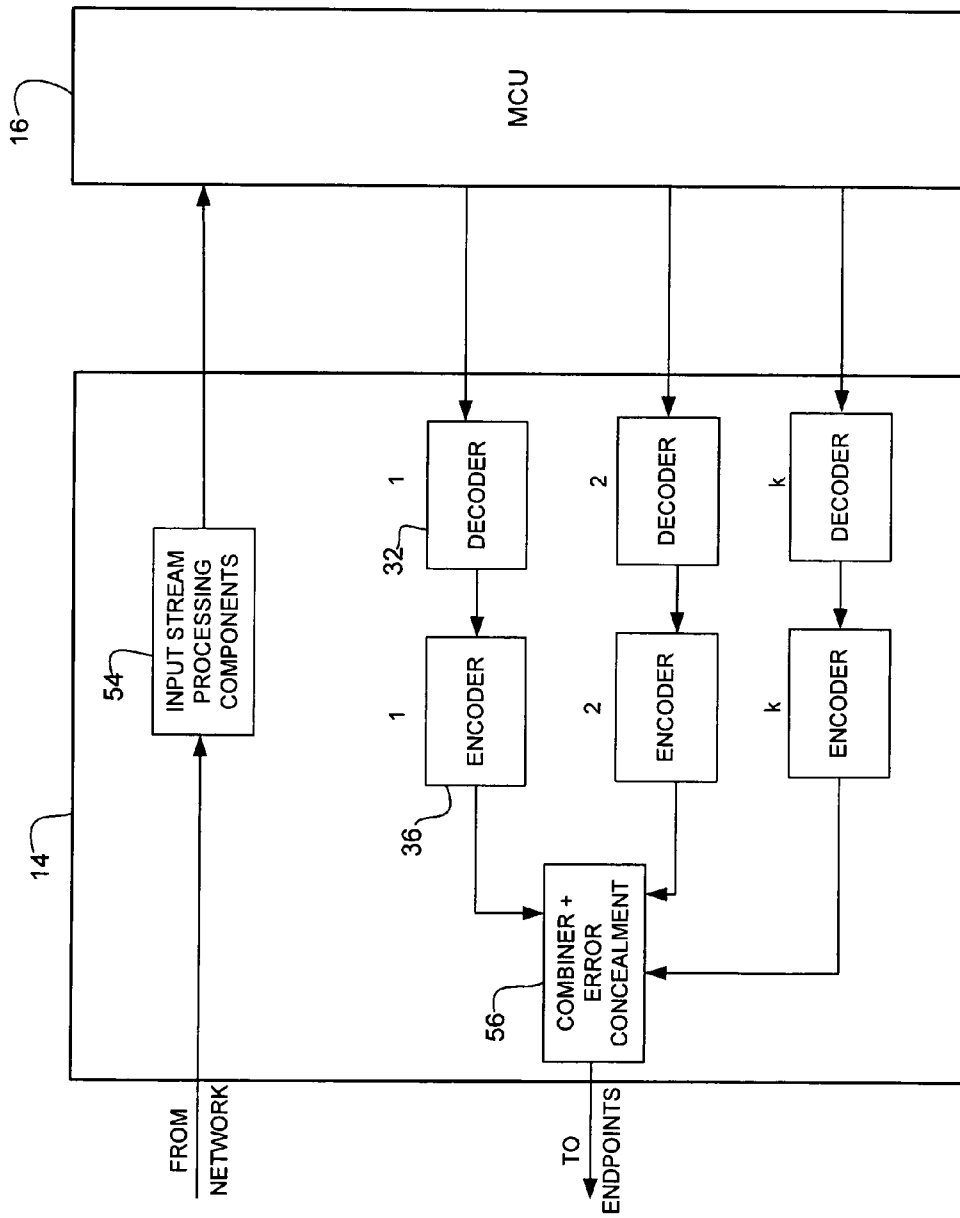 16
MCU
14
54
INPUT STREAM
PROCESSING
COMPONENTS
FROM
NETWORK
1
32
DECODER
1
36
ENCODER
2
DECODER
2
ENCODER
k
DECODER
k
ENCODER
56
COMBINER +
ERROR
CONCEALMENT
TO
ENDPOINTS